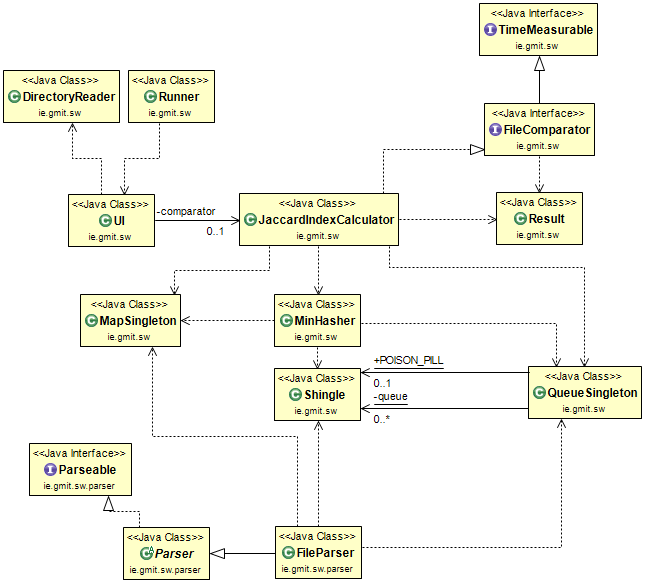 <<Java Interface>>
I TimeMeasurable
ie.gmit.sw
<<Java Class>>
C DirectoryReader
ie.gmit.sw
<<Java Class>>
C Runner
ie.gmit.sw
<<Java Interface>>
I FileComparator
ie.gmit.sw
<<Java Class>>
C UI
ie.gmit.sw
-comparator
0..1
<<Java Class>>
C JaccardIndexCalculator
ie.gmit.sw
<<Java Class>>
C Result
ie.gmit.sw
<<Java Class>>
C MapSingleton
ie.gmit.sw
<<Java Class>>
C MinHasher
ie.gmit.sw
<<Java Class>>
C Shingle
ie.gmit.sw
+POISON_PILL
0..1
-queue
0..*
<<Java Class>>
C QueueSingleton
ie.gmit.sw
<<Java Interface>>
I Parseable
ie.gmit.sw.parser
<<Java Class>>
C A Parser
ie.gmit.sw.parser
<<Java Class>>
C FileParser
ie.gmit.sw.parser